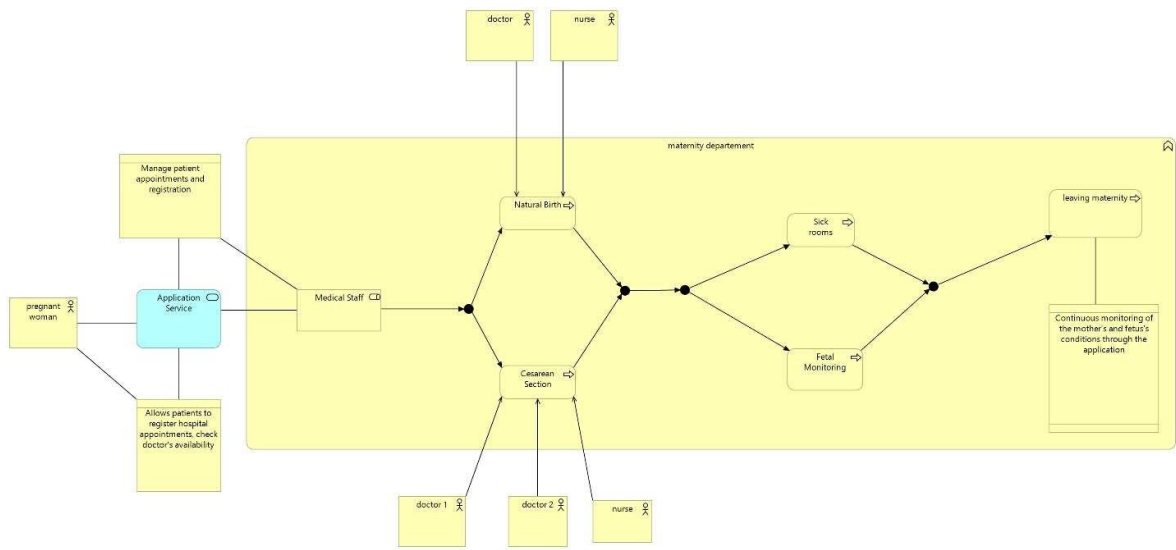 doctor
nurse
maternity departement
Manage patient
appointments and
registration
Natural Birth
leaving maternity
Sick
rooms
pregnant
woman
Application
Service
Medical Staff
Continuous monitoring of
the mother's and fetus's
conditions through the
application
Fetal
Monitoring
Cesarean
Section
Allows patients to
register hospital
appointments, check
doctor's availability
doctor 1
doctor 2
nurse